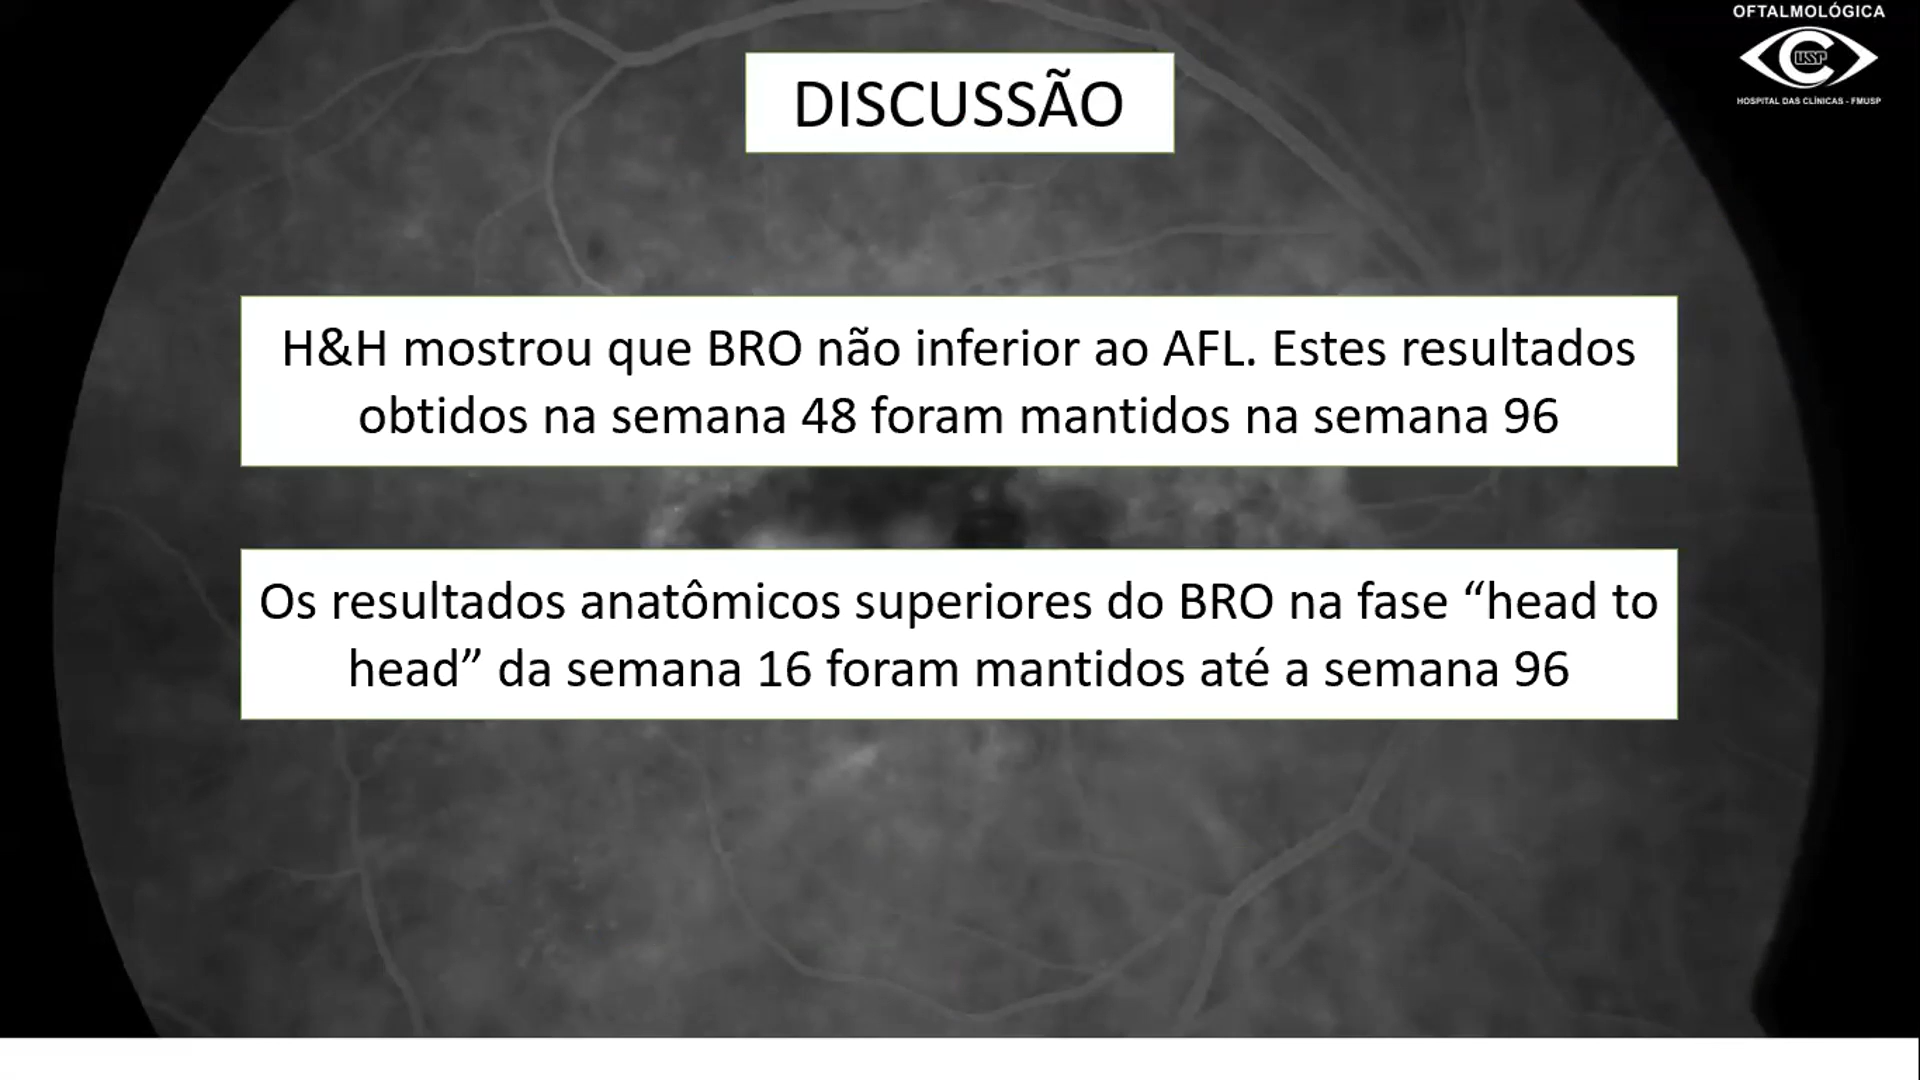 OFTALMOLÓGICA
USP
HOSPITAL DAS CLÍNICAS - FMUSP
DISCUSSÃO
H&H mostrou que BRO não inferior ao AFL. Estes resultados
obtidos na semana 48 foram mantidos na semana 96
Os resultados anatômicos superiores do BRO na fase “head to
head” da semana 16 foram mantidos até a semana 96